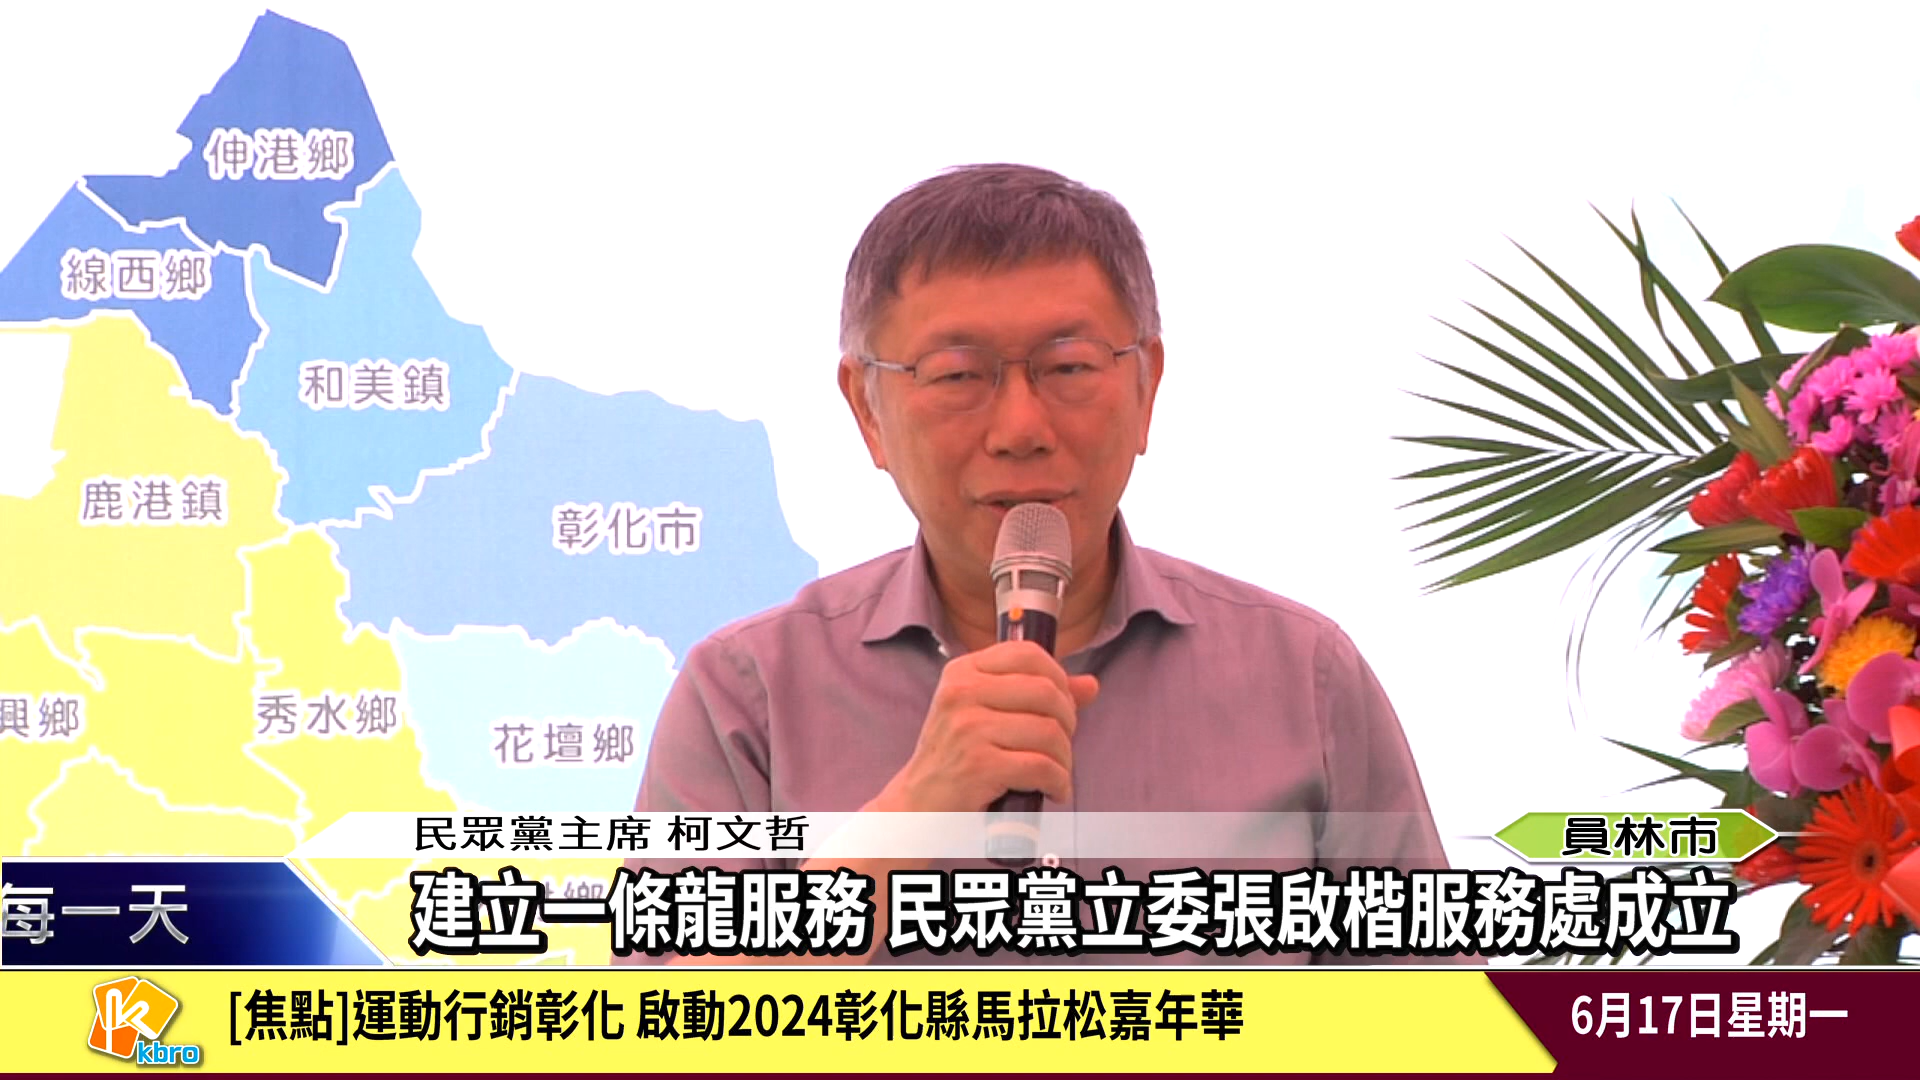 伸港鄉
線西鄉
和美鎮
鹿港鎮
彰化市
興鄉
秀水鄉
花壇鄉
民眾黨主席 柯文哲
員林市
每一天
建立一條龍服務 民眾黨立委張啟楷服務處成立
[焦點]運動行銷彰化 啟動2024彰化縣馬拉松嘉年華
6月17日星期一
kbro